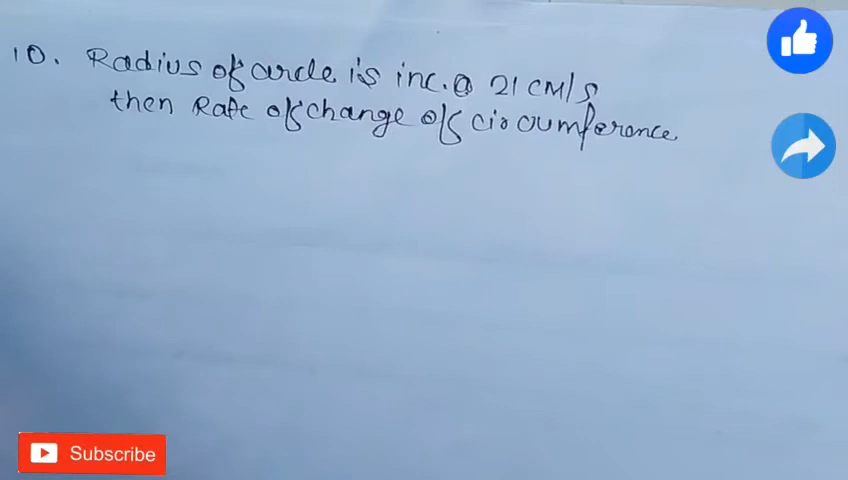 10. Radius of circle is inc. @ 21 cm/s
then Rate of change of circumference
Subscribe